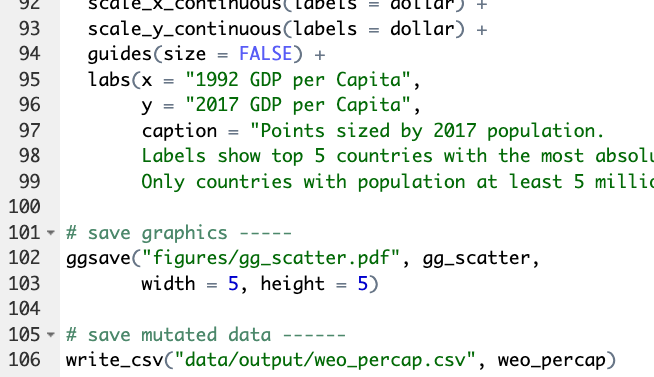 92 scale_x_continuous(labels = dollar) +
93 scale_y_continuous(labels = dollar) +
94 guides(size = FALSE) +
95 labs(x = "1992 GDP per Capita",
96 y = "2017 GDP per Capita",
97 caption = "Points sized by 2017 population.
98 Labels show top 5 countries with the most absolu
99 Only countries with population at least 5 millio
100
101 # save graphics -----
102 ggsave("figures/gg_scatter.pdf", gg_scatter,
103 width = 5, height = 5)
104
105 # save mutated data ------
106 write_csv("data/output/weo_percap.csv", weo_percap)